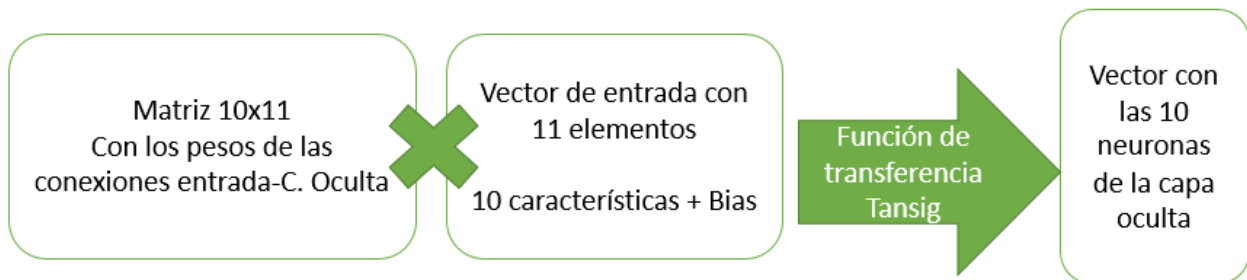 Matriz 10x11
Con los pesos de las
conexiones entrada-C. Oculta
Vector de entrada con
11 elementos
10 características + Bias
Función de
transferencia
Tansig
Vector con
las 10
neuronas
de la capa
oculta